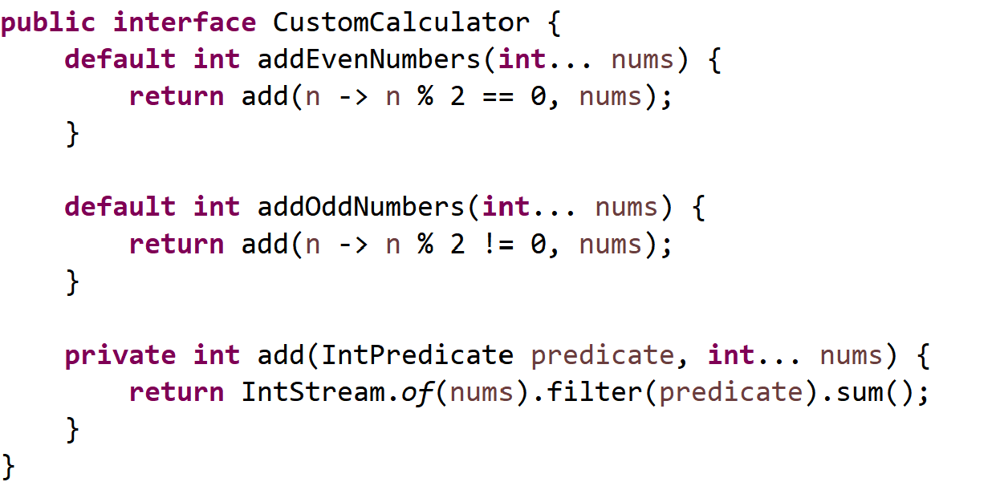 public interface CustomCalculator {
    default int addEvenNumbers(int... nums) {
        return add(n -> n % 2 == 0, nums);
    }

    default int addOddNumbers(int... nums) {
        return add(n -> n % 2 != 0, nums);
    }

    private int add(IntPredicate predicate, int... nums) {
        return IntStream.of(nums).filter(predicate).sum();
    }
}